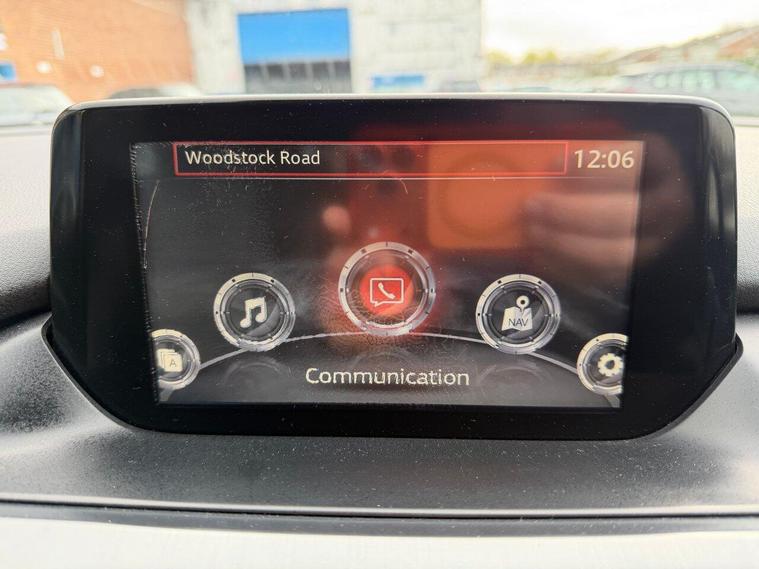 Woodstock Road
12:06
NAV
A
Communication